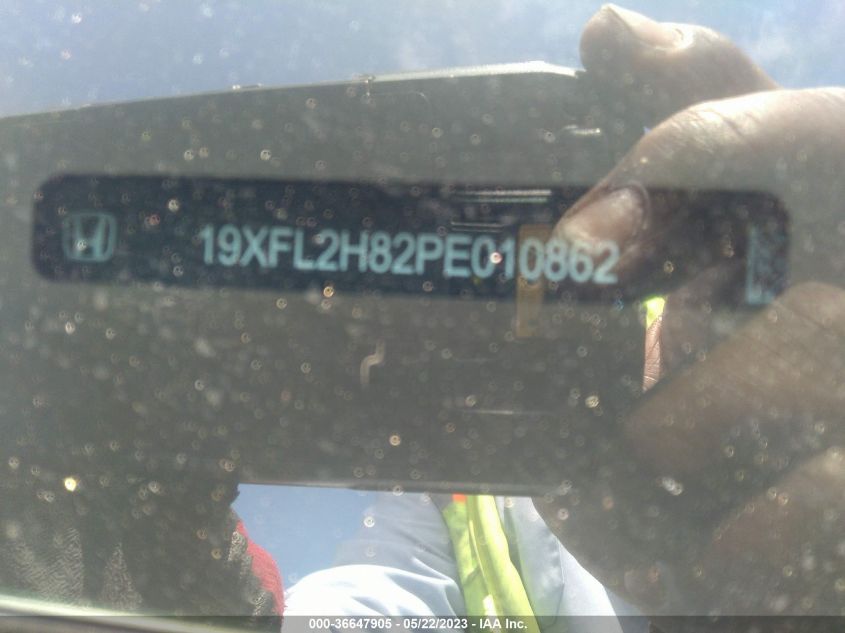 19XFL2H82PE010862
000-36647905 - 05/22/2023 - IAA Inc.